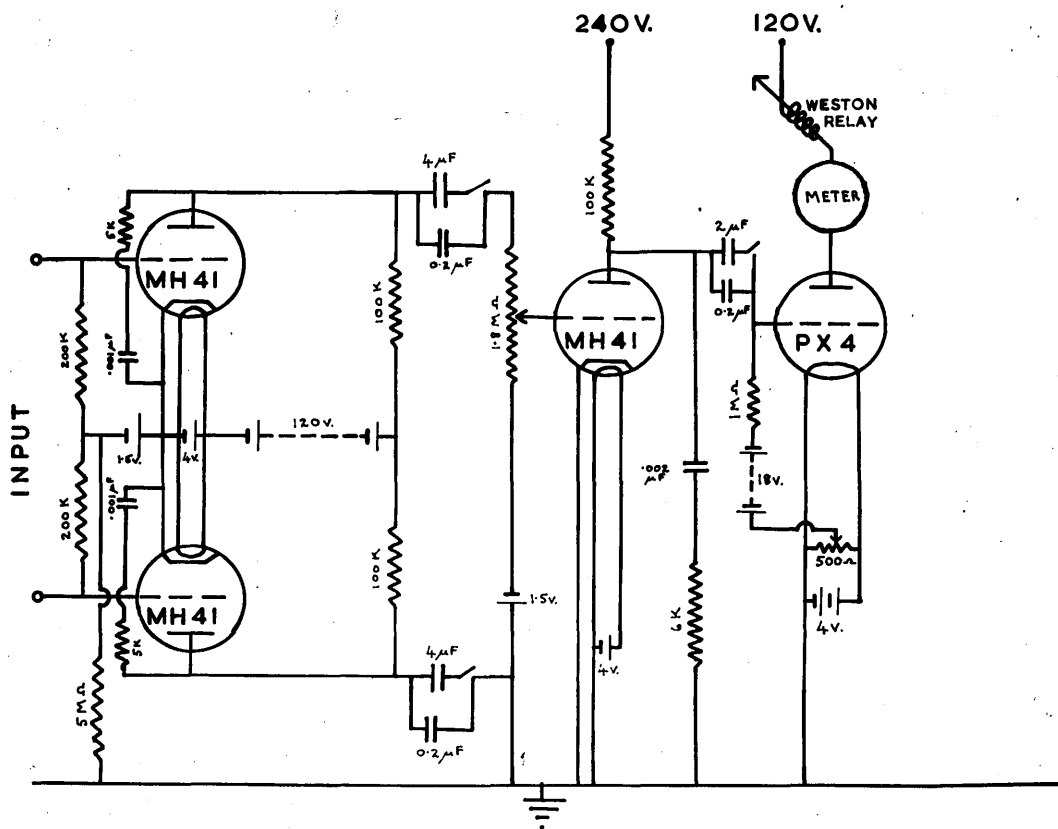 240V.
120V.
WESTON
RELAY
METER
4µF
0.2µF
5K
MH41
200K
.001µF
100K
1.8MΩ
100K
MH41
2µF
0.2µF
PX4
1MΩ
INPUT
1.5v.
4v.
120v.
.002
µF
18v.
200K
.001µF
100K
500Ω
MH41
1.5v.
6K
4v.
5K
4v.
5MΩ
4µF
0.2µF